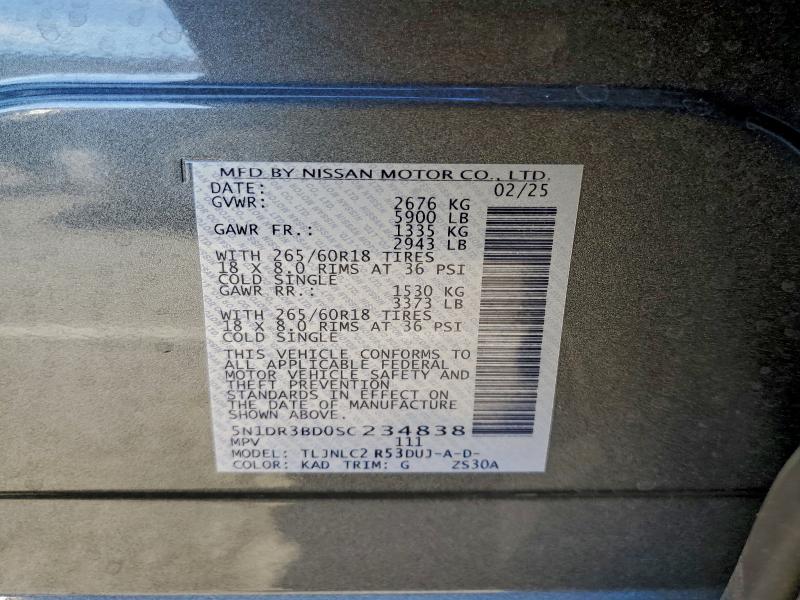 MFD BY NISSAN MOTOR CO., LTD.
DATE: 02/25
GVWR: 2676 KG
5900 LB
GAWR FR.: 1335 KG
2943 LB
WITH 265/60R18 TIRES
18 X 8.0 RIMS AT 36 PSI
COLD SINGLE
GAWR RR.: 1530 KG
3373 LB
WITH 265/60R18 TIRES
18 X 8.0 RIMS AT 36 PSI
COLD SINGLE
THIS VEHICLE CONFORMS TO
ALL APPLICABLE FEDERAL
MOTOR VEHICLE SAFETY AND
THEFT PREVENTION
STANDARDS IN EFFECT ON
THE DATE OF MANUFACTURE
SHOWN ABOVE.
5N1DR3BD0SC234838
MPV 111
MODEL: TLJNLC2 R53DUJ-A-D-
COLOR: KAD TRIM: G ZS30A